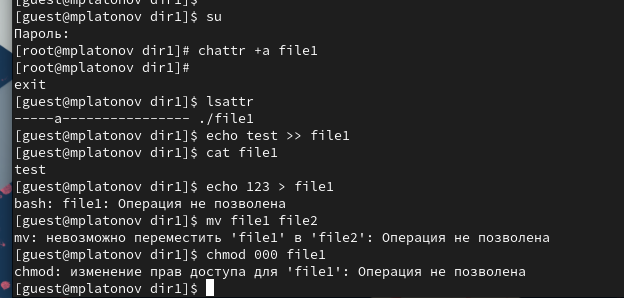 [guest@mplatonov dir1]$
[guest@mplatonov dir1]$ su
Пароль:
[root@mplatonov dir1]# chattr +a file1
[root@mplatonov dir1]#
exit
[guest@mplatonov dir1]$ lsattr
-----a---------------- ./file1
[guest@mplatonov dir1]$ echo test >> file1
[guest@mplatonov dir1]$ cat file1
test
[guest@mplatonov dir1]$ echo 123 > file1
bash: file1: Операция не позволена
[guest@mplatonov dir1]$ mv file1 file2
mv: невозможно переместить 'file1' в 'file2': Операция не позволена
[guest@mplatonov dir1]$ chmod 000 file1
chmod: изменение прав доступа для 'file1': Операция не позволена
[guest@mplatonov dir1]$